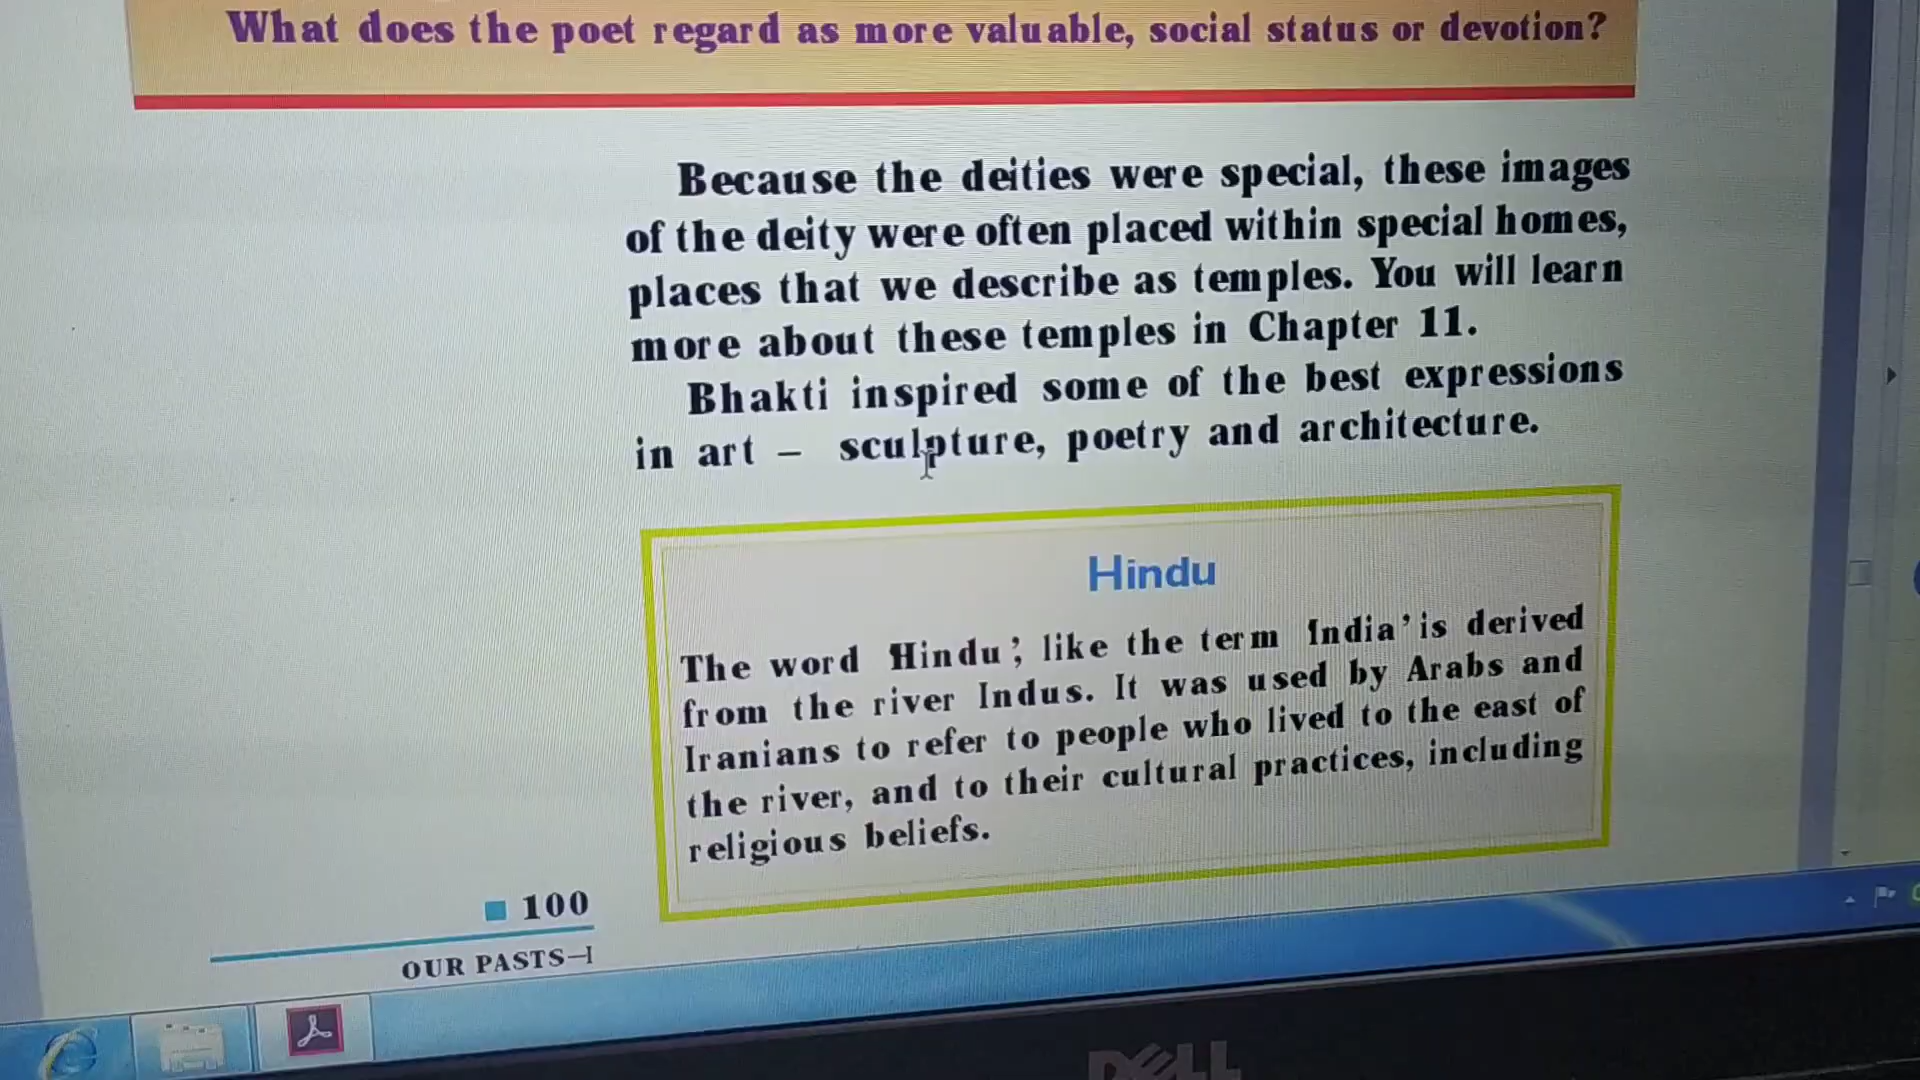 What does the poet regard as more valuable, social status or devotion?
Because the deities were special, these images
of the deity were often placed within special homes,
places that we describe as temples. You will learn
more about these temples in Chapter 11.
Bhakti inspired some of the best expressions
in art – sculpture, poetry and architecture.
Hindu
The word Hindu’, like the term India’ is derived
from the river Indus. It was used by Arabs and
Iranians to refer to people who lived to the east of
the river, and to their cultural practices, including
religious beliefs.
100
OUR PASTS–I
DELL